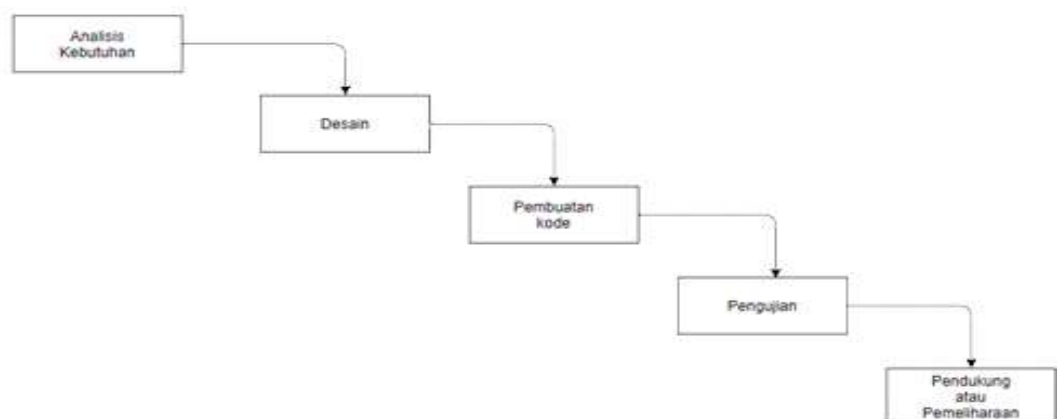 Analisis
Kebutuhan
Desain
Pembuatan
kode
Pengujian
Pendukung
atau
Pemeliharaan